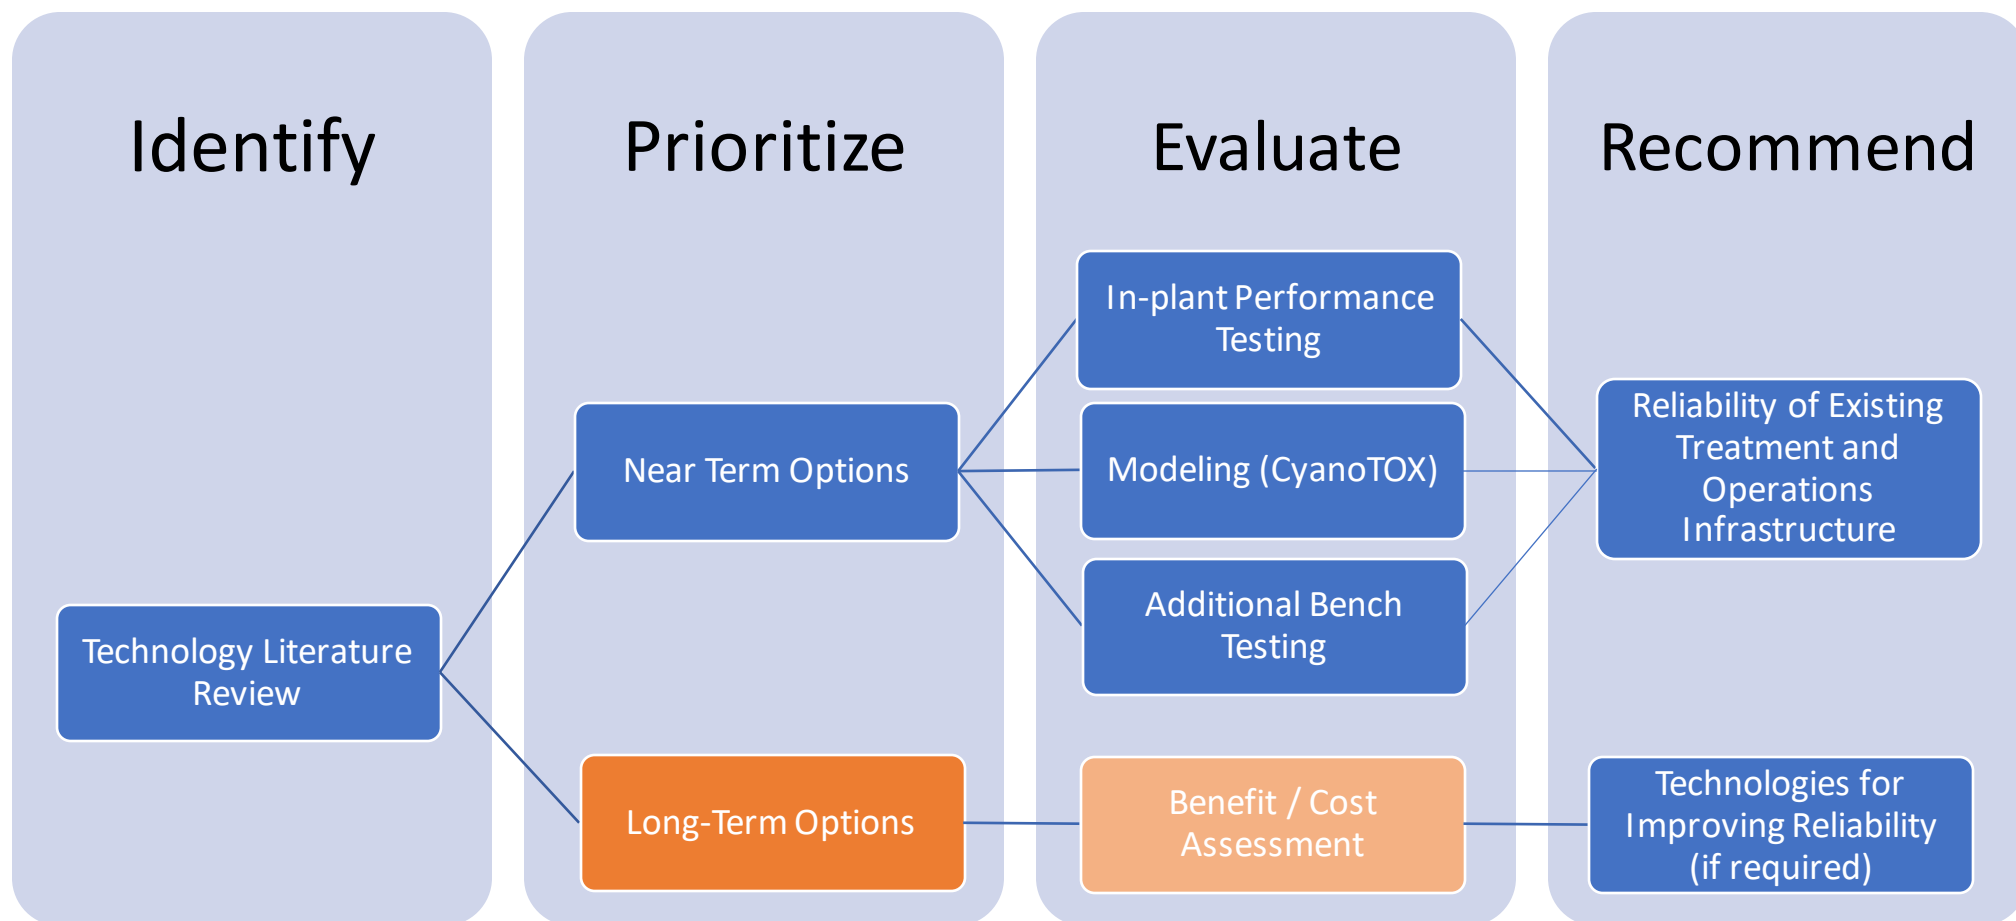 Identify
Prioritize
Evaluate
Recommend
Technology Literature
Review
Near Term Options
Long-Term Options
In-plant Performance
Testing
Modeling (CyanoTOX)
Additional Bench
Testing
Benefit / Cost
Assessment
Reliability of Existing
Treatment and
Operations
Infrastructure
Technologies for
Improving Reliability
(if required)